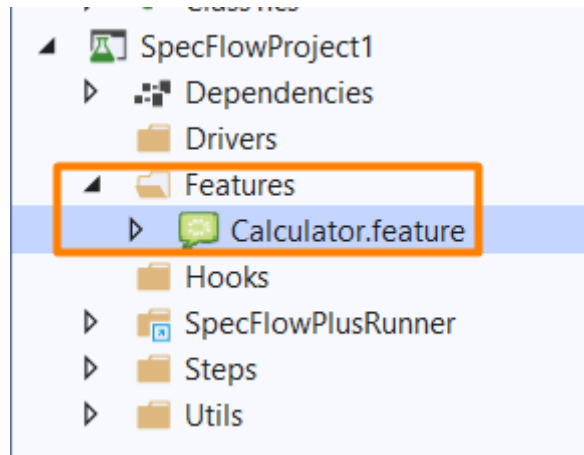 SpecFlowProject1
Dependencies
Drivers
Features
Calculator.feature
Hooks
SpecFlowPlusRunner
Steps
Utils